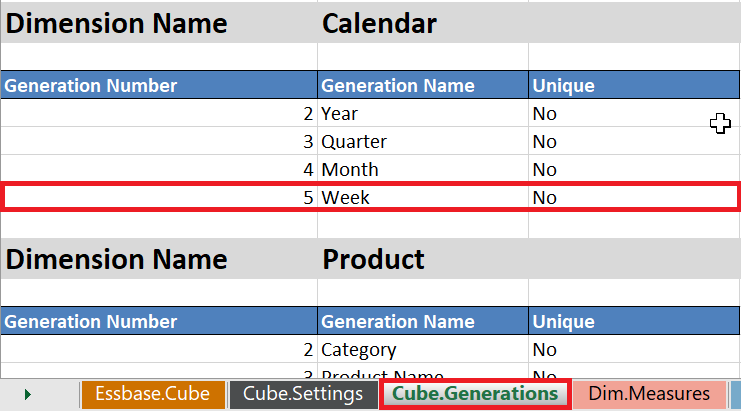 Dimension Name Calendar
Generation Number Generation Name Unique
2 Year No
3 Quarter No
4 Month No
5 Week No
Dimension Name Product
Generation Number Generation Name Unique
2 Category No
3 Product Name No
Essbase.Cube Cube.Settings Cube.Generations Dim.Measures